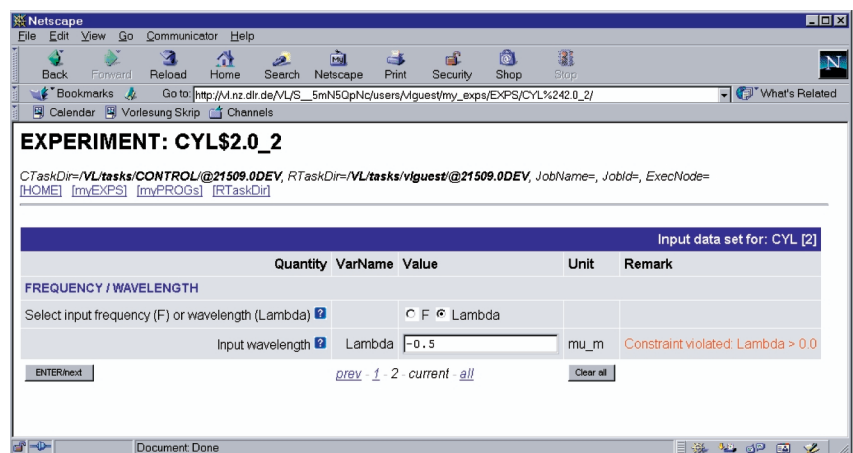 Netscape
File Edit View Go Communicator Help
Back Forward Reload Home Search Netscape Print Security Shop Stop
N
Bookmarks Go to: http://vl.nz.dlr.de/VL/S__5mN5QpNc/users/vlguest/my_exps/EXPS/CYL%242.0_2/ What's Related
Calendar Vorlesung Skrip Channels
EXPERIMENT: CYL$2.0_2
CTaskDir=/VL/tasks/CONTROL/@21509.0DEV, RTaskDir=/VL/tasks/vlguest/@21509.0DEV, JobName=, JobId=, ExecNode=
[HOME] [myEXPS] [myPROGs] [RTaskDir]
Input data set for: CYL [2]
Quantity VarName Value Unit Remark
FREQUENCY / WAVELENGTH
Select input frequency (F) or wavelength (Lambda) ? F Lambda
Input wavelength ? Lambda -0.5 mu_m Constraint violated: Lambda > 0.0
ENTER/next prev - 1 - 2 - current - all Clear all
Document: Done